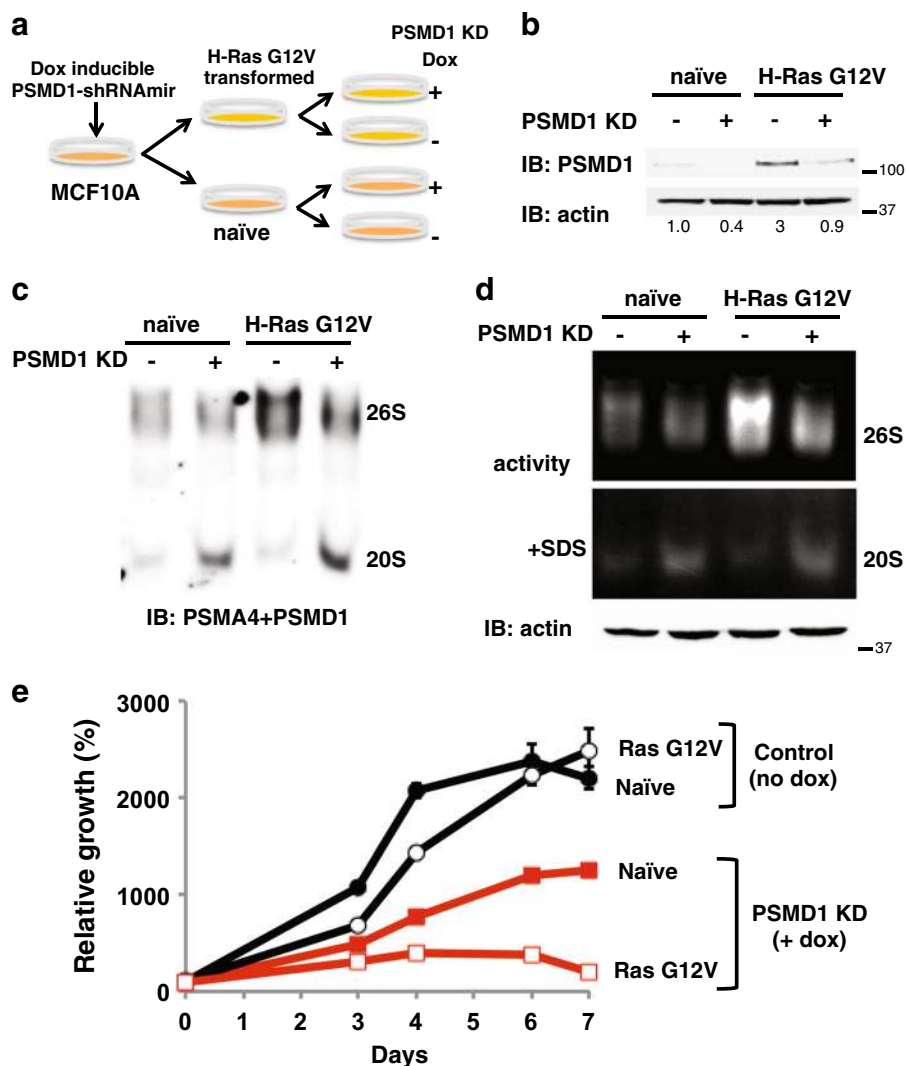 a
Dox inducible
PSMD1-shRNAmir
MCF10A
H-Ras G12V
transformed
naïve
PSMD1 KD
Dox
+
-
+
-
b
naïve H-Ras G12V
PSMD1 KD - + - +
IB: PSMD1 100
IB: actin 37
1.0 0.4 3 0.9
c
naïve H-Ras G12V
PSMD1 KD - + - +
26S
20S
IB: PSMA4+PSMD1
d
naïve H-Ras G12V
PSMD1 KD - + - +
activity 26S
+SDS 20S
IB: actin 37
e
Relative growth (%)
3000
2000
1000
0
0 1 2 3 4 5 6 7
Days
Ras G12V
Naïve
Control
(no dox)
Naïve
Ras G12V
PSMD1 KD
(+ dox)